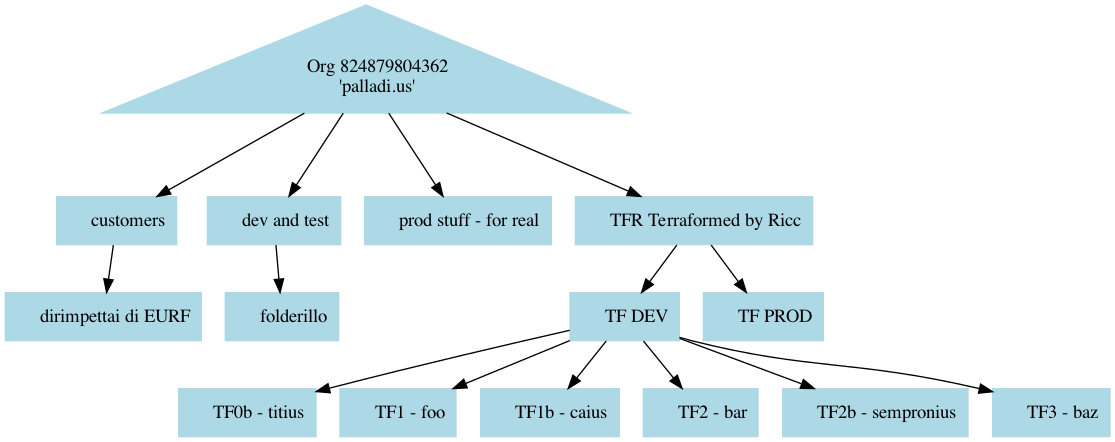 Org 824879804362
'palladi.us'
customers
dev and test
prod stuff - for real
TFR Terraformed by Ricc
dirimpettai di EURF
folderillo
TF DEV
TF PROD
TF0b - titius
TF1 - foo
TF1b - caius
TF2 - bar
TF2b - sempronius
TF3 - baz